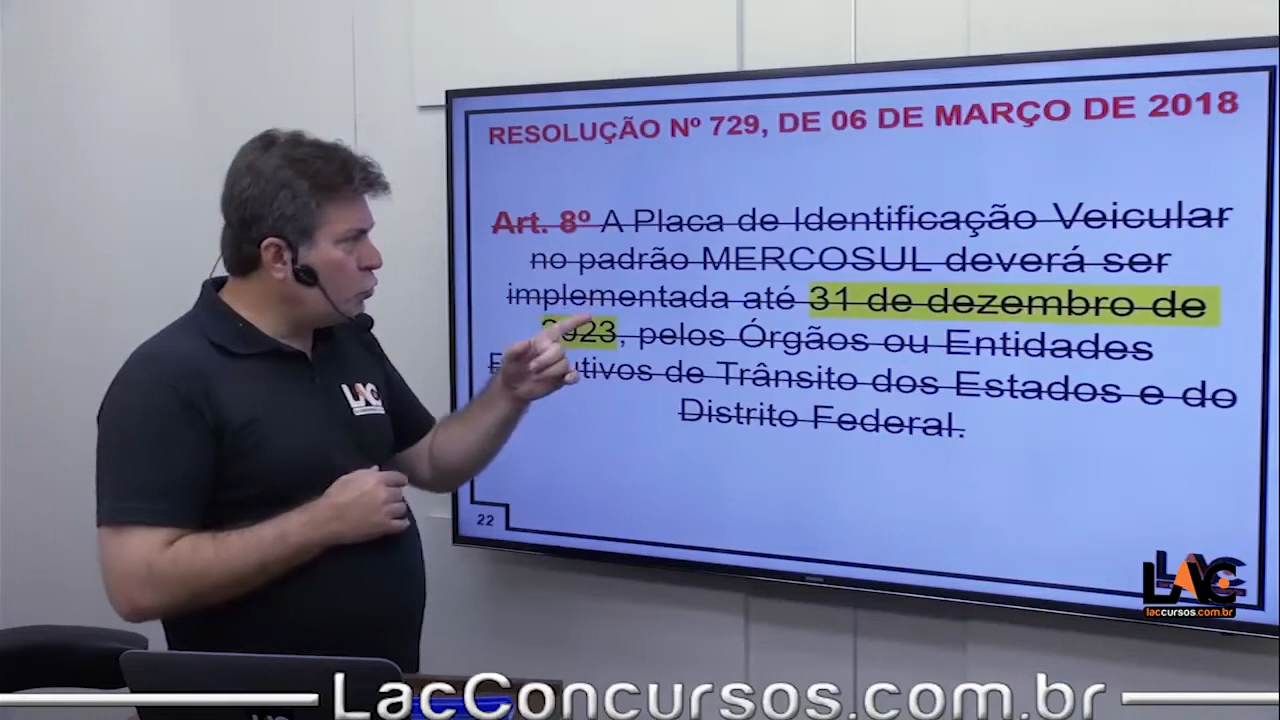 RESOLUÇÃO Nº 729, DE 06 DE MARÇO DE 2018
Art. 8º A Placa de Identificação Veicular
no padrão MERCOSUL deverá ser
implementada até 31 de dezembro de
2023, pelos Órgãos ou Entidades
de Trânsito dos Estados e do
Distrito Federal.
22
LAC
LAC
laccursos.com.br
LacConcursos.com.br